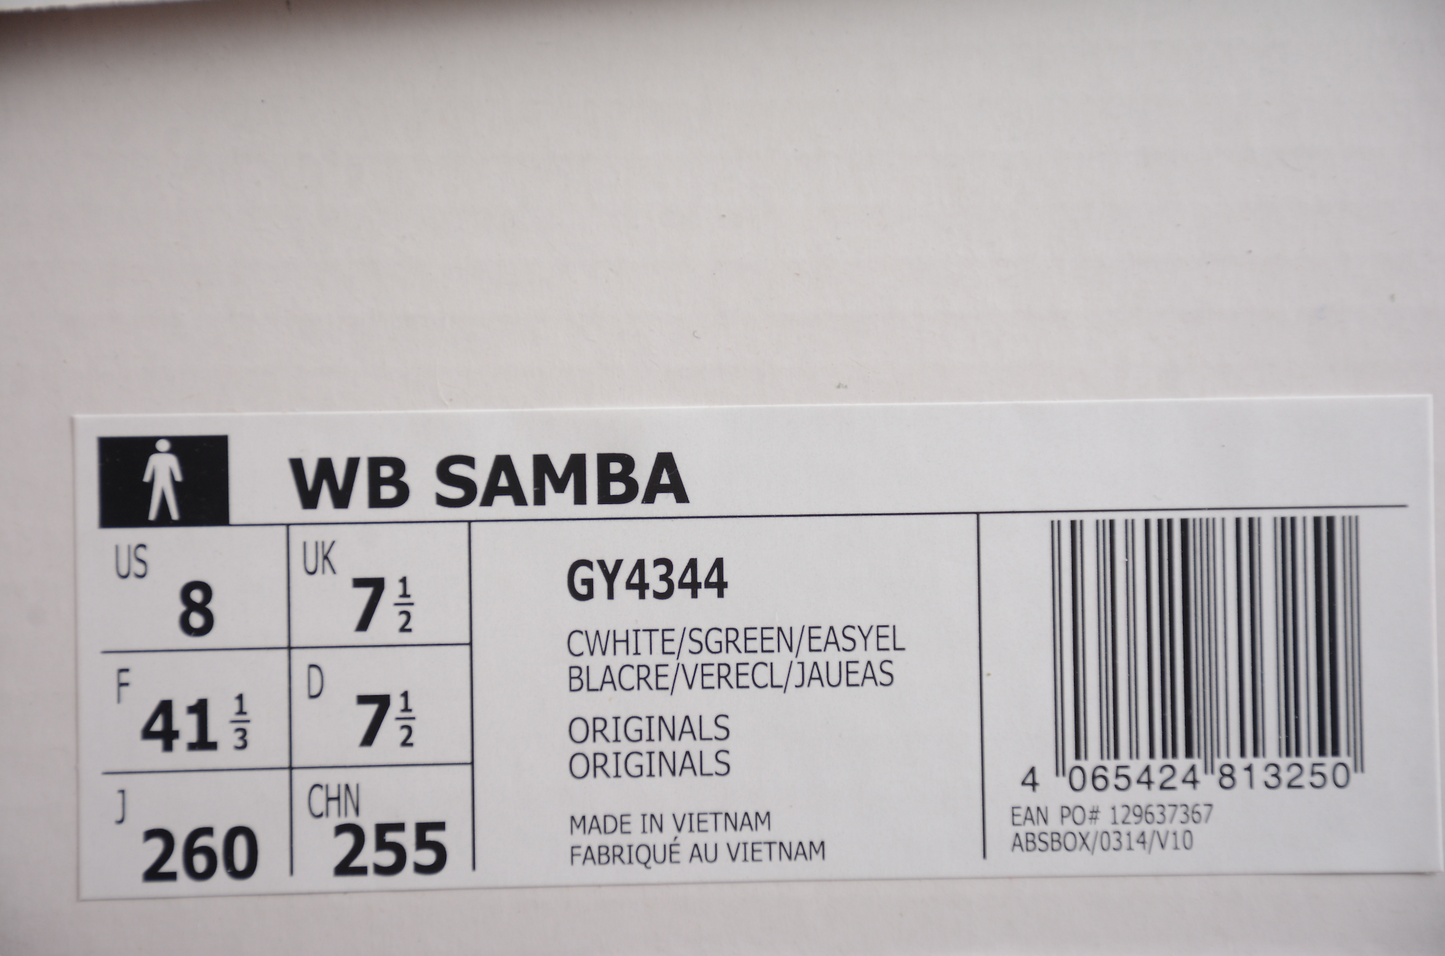 WB SAMBA
US 8
UK 7 1/2
F 41 1/3
D 7 1/2
J 260
CHN 255
GY4344
CWHITE/SGREEN/EASYEL
BLACRE/VERECL/JAUEAS
ORIGINALS
ORIGINALS
MADE IN VIETNAM
FABRIQUÉ AU VIETNAM
4 065424 813250
EAN PO# 129637367
ABSBOX/0314/V10